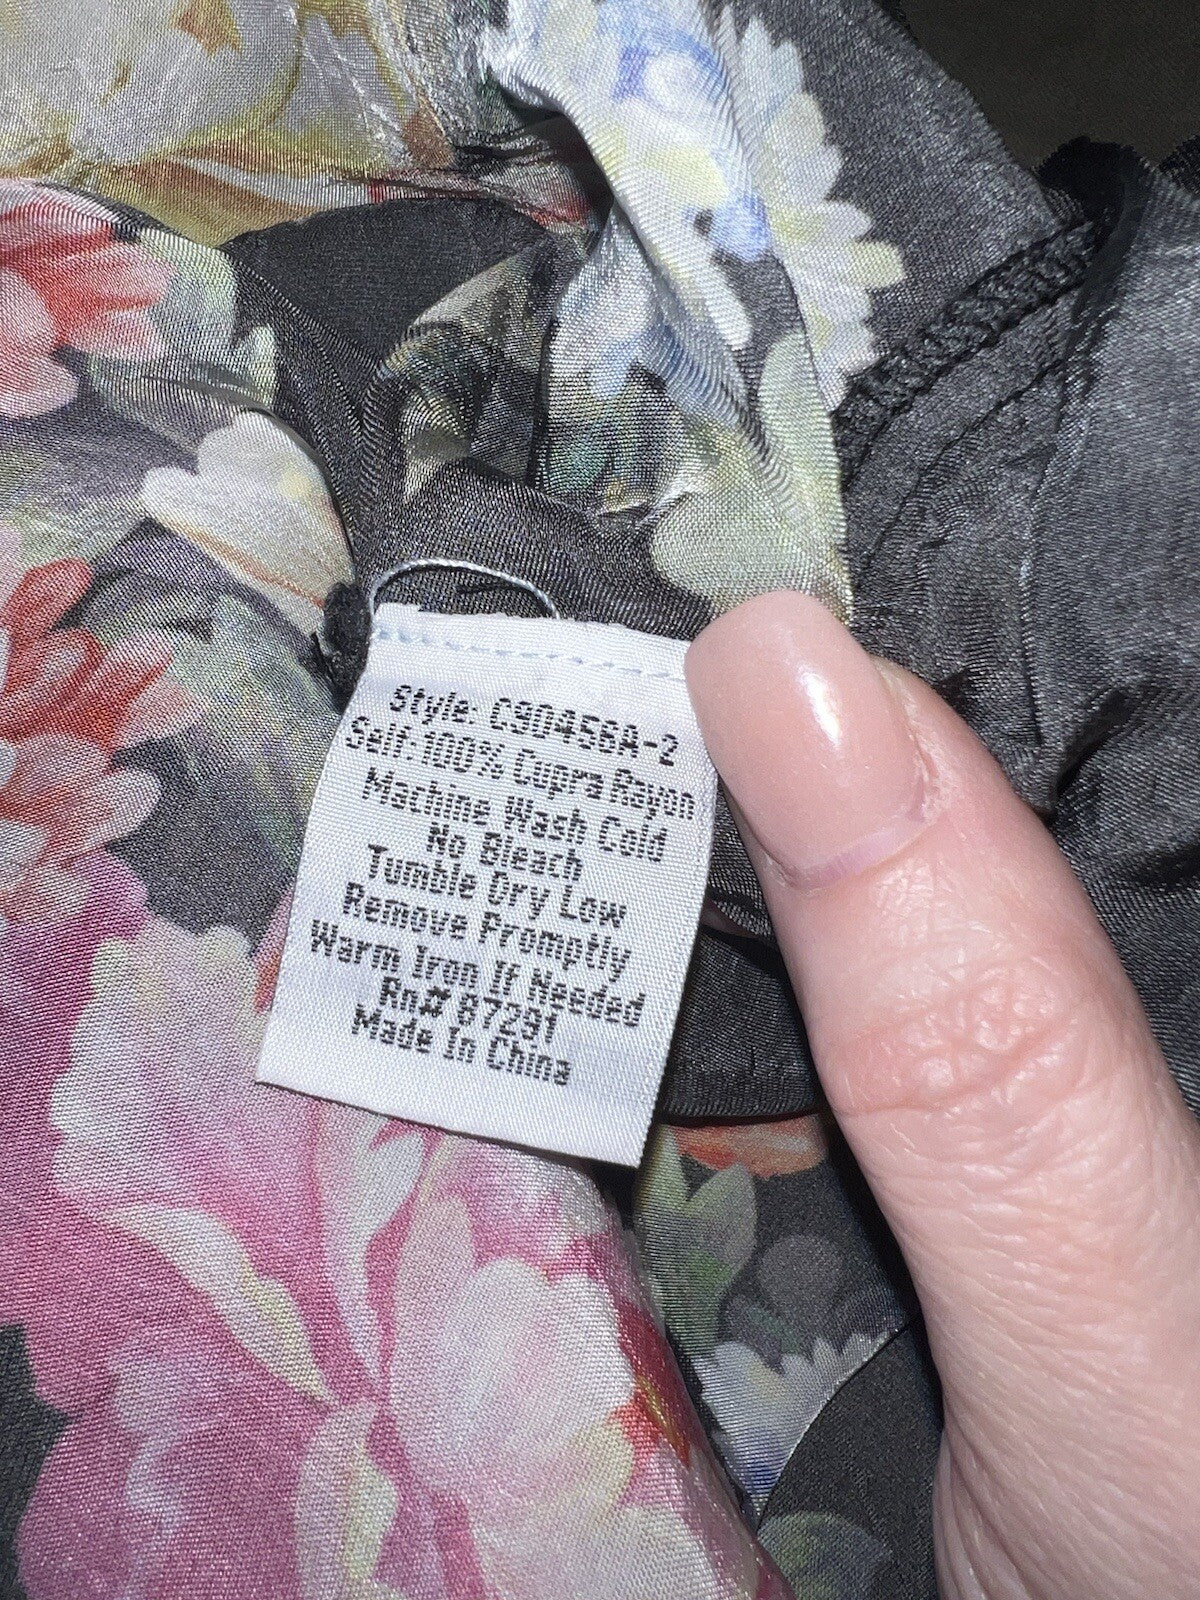 Style: C90456A-2
Self:100% Cupra Rayon
Machine Wash Cold
No Bleach
Tumble Dry Low
Remove Promptly
Warm Iron If Needed
Rn# 87291
Made In China